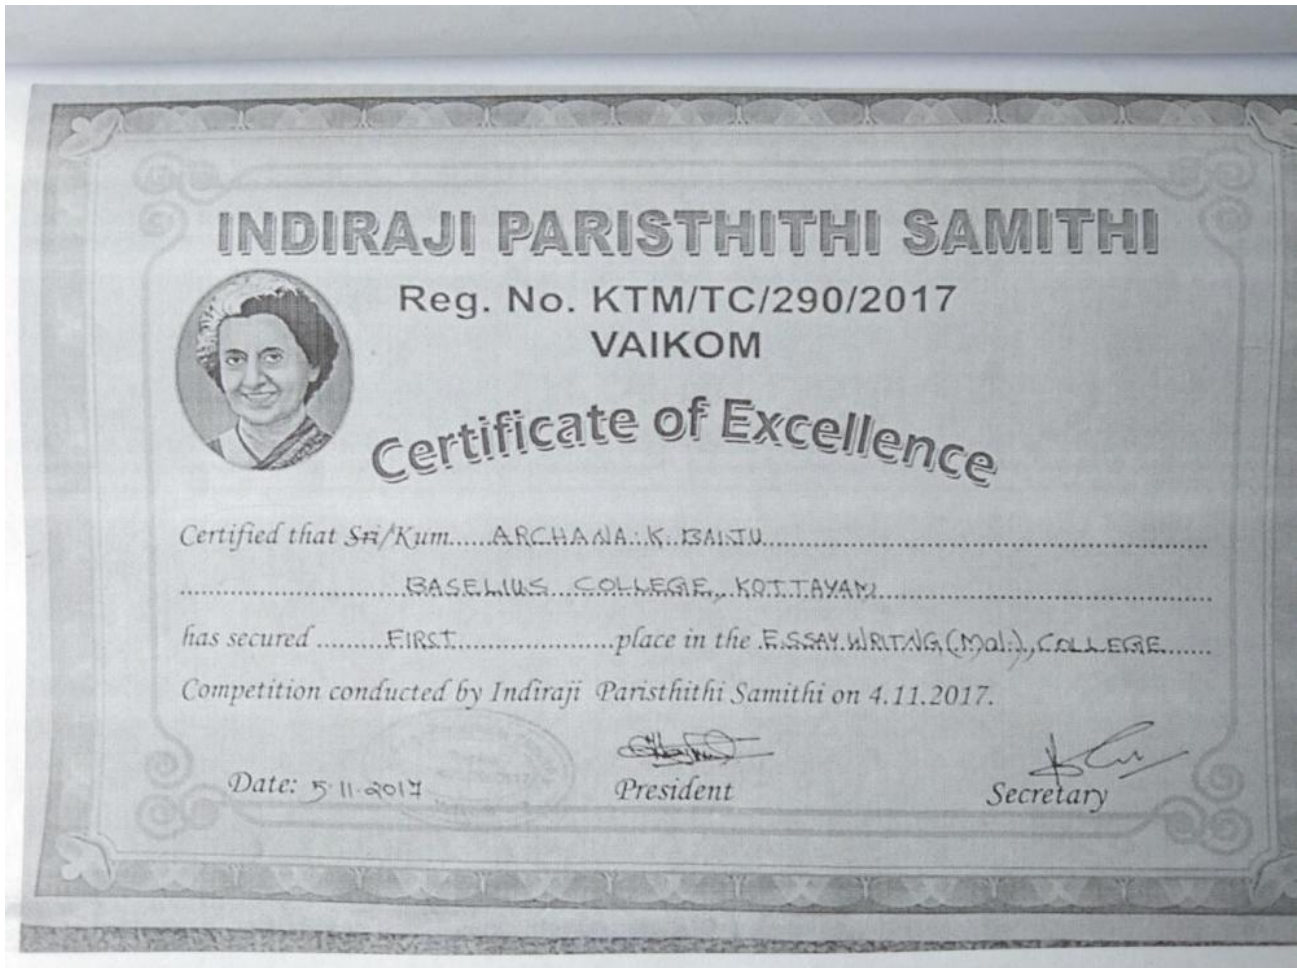 INDIRAJI PARISTHITHI SAMITHI
Reg. No. KTM/TC/290/2017
VAIKOM
Certificate of Excellence
Certified that Sri/Kum.....ARCHANA.K.BAIJU.....
.....BASELIUS COLLEGE, KOTTAYAM.....
has secured .....FIRST.....place in the .ESSAY WRITNG (Mal.), COLLEGE.....
Competition conducted by Indiraji Paristhithi Samithi on 4.11.2017.
Date: 5.11.2017
President
Secretary